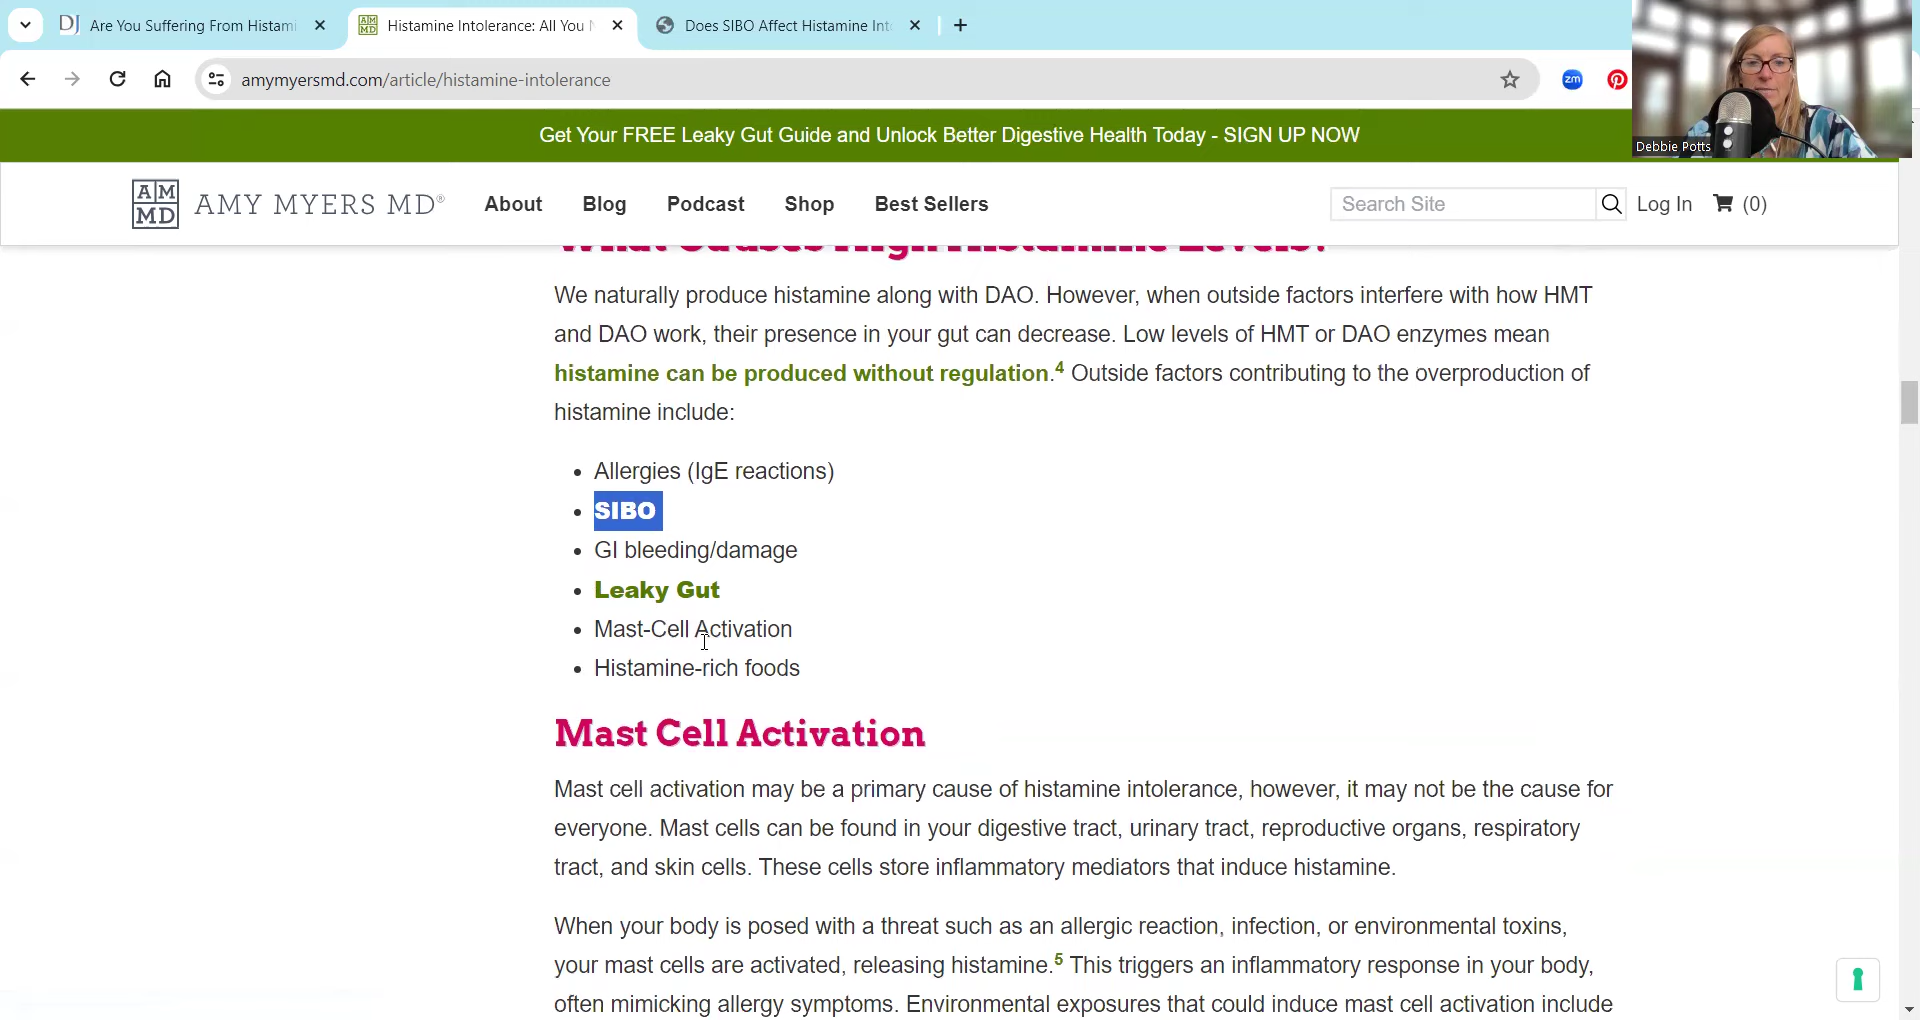 Are You Suffering From Histami
Histamine Intolerance: All You
Does SIBO Affect Histamine Int
amymyersmd.com/article/histamine-intolerance
zm
Debbie Potts
Get Your FREE Leaky Gut Guide and Unlock Better Digestive Health Today - SIGN UP NOW
AM
MD
AMY MYERS MD®
About
Blog
Podcast
Shop
Best Sellers
Search Site
Log In
(0)
What Causes High Histamine Levels?
We naturally produce histamine along with DAO. However, when outside factors interfere with how HMT
and DAO work, their presence in your gut can decrease. Low levels of HMT or DAO enzymes mean
histamine can be produced without regulation.4 Outside factors contributing to the overproduction of
histamine include:
• Allergies (IgE reactions)
• SIBO
• GI bleeding/damage
• Leaky Gut
• Mast-Cell Activation
• Histamine-rich foods
Mast Cell Activation
Mast cell activation may be a primary cause of histamine intolerance, however, it may not be the cause for
everyone. Mast cells can be found in your digestive tract, urinary tract, reproductive organs, respiratory
tract, and skin cells. These cells store inflammatory mediators that induce histamine.
When your body is posed with a threat such as an allergic reaction, infection, or environmental toxins,
your mast cells are activated, releasing histamine.5 This triggers an inflammatory response in your body,
often mimicking allergy symptoms. Environmental exposures that could induce mast cell activation include